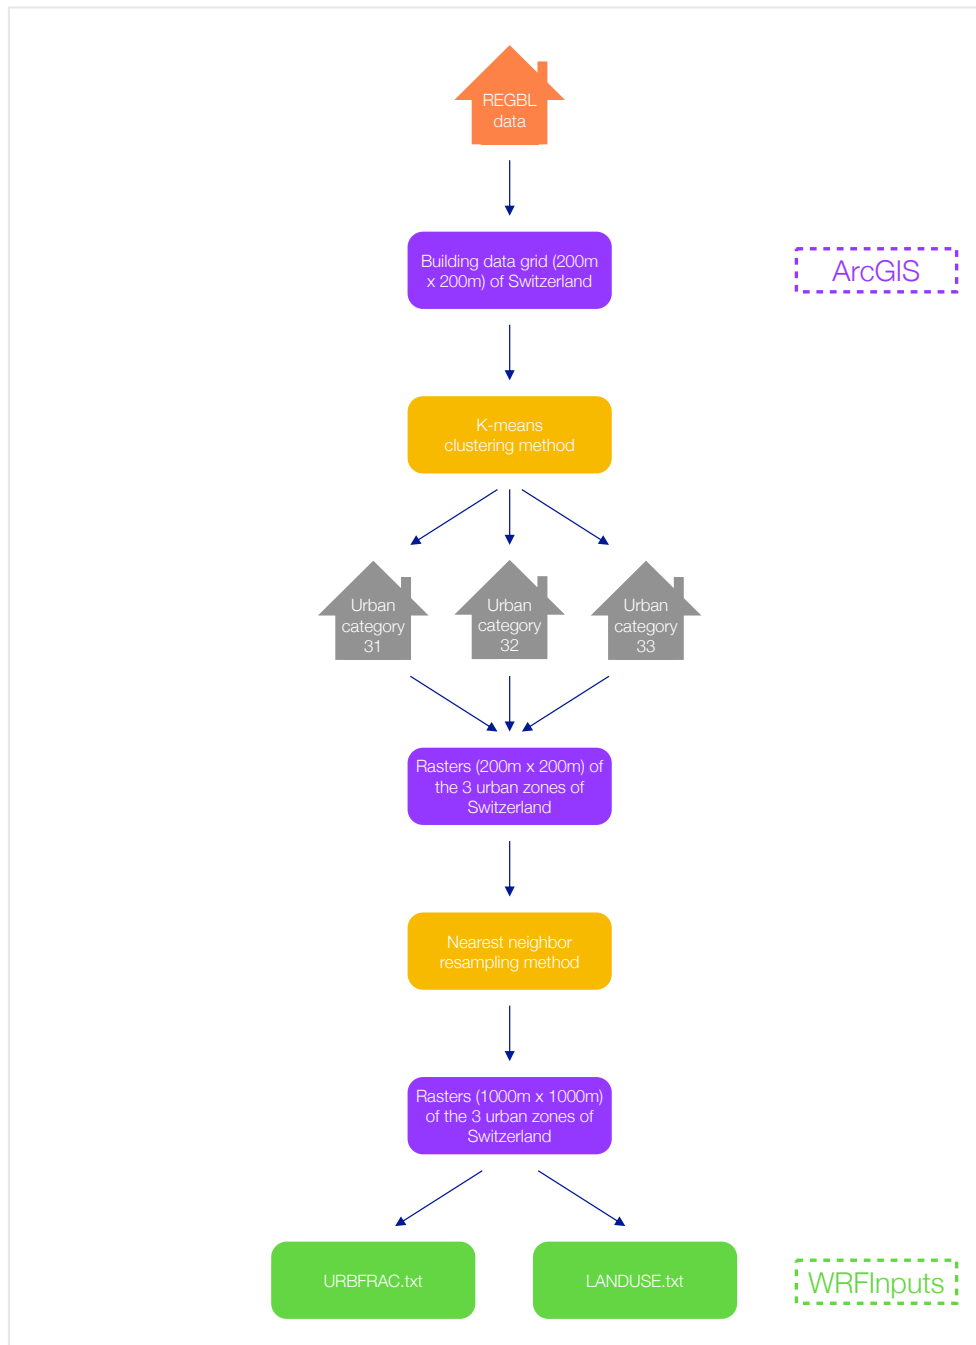 REGBL
data
Building data grid (200m
x 200m) of Switzerland
ArcGIS
K-means
clustering method
Urban
category
31
Urban
category
32
Urban
category
33
Rasters (200m x 200m) of
the 3 urban zones of
Switzerland
Nearest neighbor
resampling method
Rasters (1000m x 1000m)
of the 3 urban zones of
Switzerland
URBFRAC.txt
LANDUSE.txt
WRFInputs